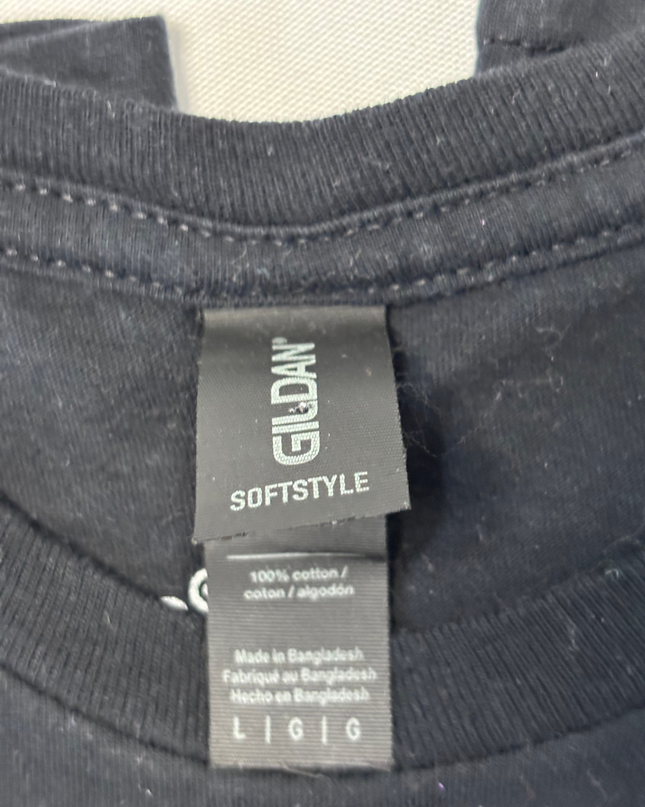 GILDAN®
SOFTSTYLE
100% cotton /
coton / algodón
Made in Bangladesh
Fabriqué au Bangladesh
Hecho en Bangladesh
L | G | G